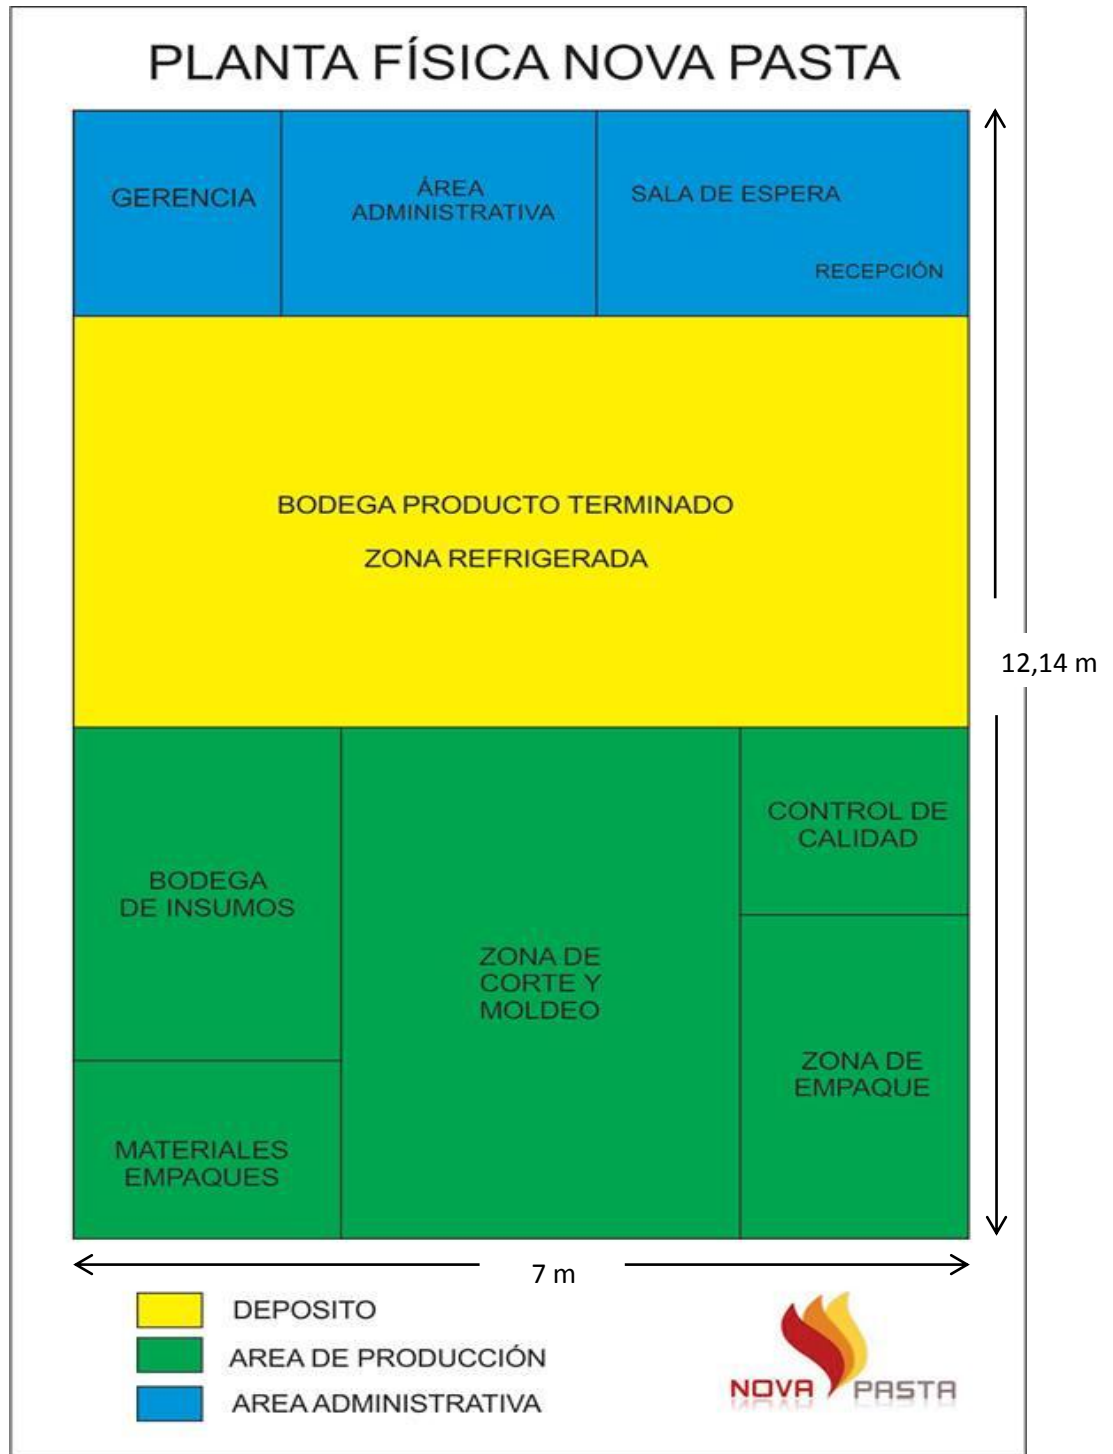 PLANTA FÍSICA NOVA PASTA
GERENCIA
ÁREA
ADMINISTRATIVA
SALA DE ESPERA
RECEPCIÓN
BODEGA PRODUCTO TERMINADO
ZONA REFRIGERADA
12,14 m
BODEGA
DE INSUMOS
ZONA DE
CORTE Y
MOLDEO
CONTROL DE
CALIDAD
ZONA DE
EMPAQUE
MATERIALES
EMPAQUES
7 m
DEPOSITO
AREA DE PRODUCCIÓN
AREA ADMINISTRATIVA
NOVA PASTA